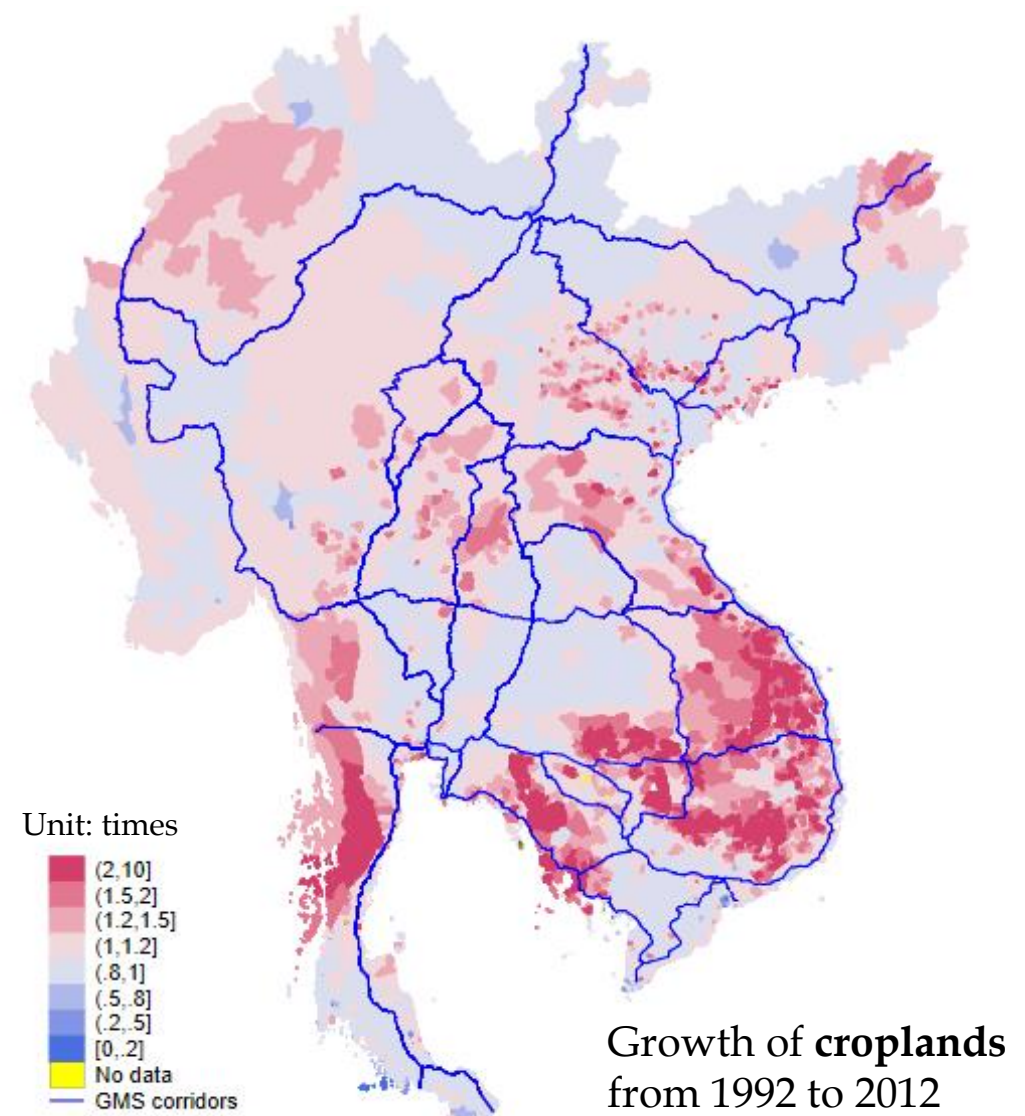 Unit: times
(2,10]
(1.5,2]
(1.2,1.5]
(1,1.2]
(.8,1]
(.5,.8]
(.2,.5]
[0,.2]
No data
GMS corridors
Growth of croplands
from 1992 to 2012